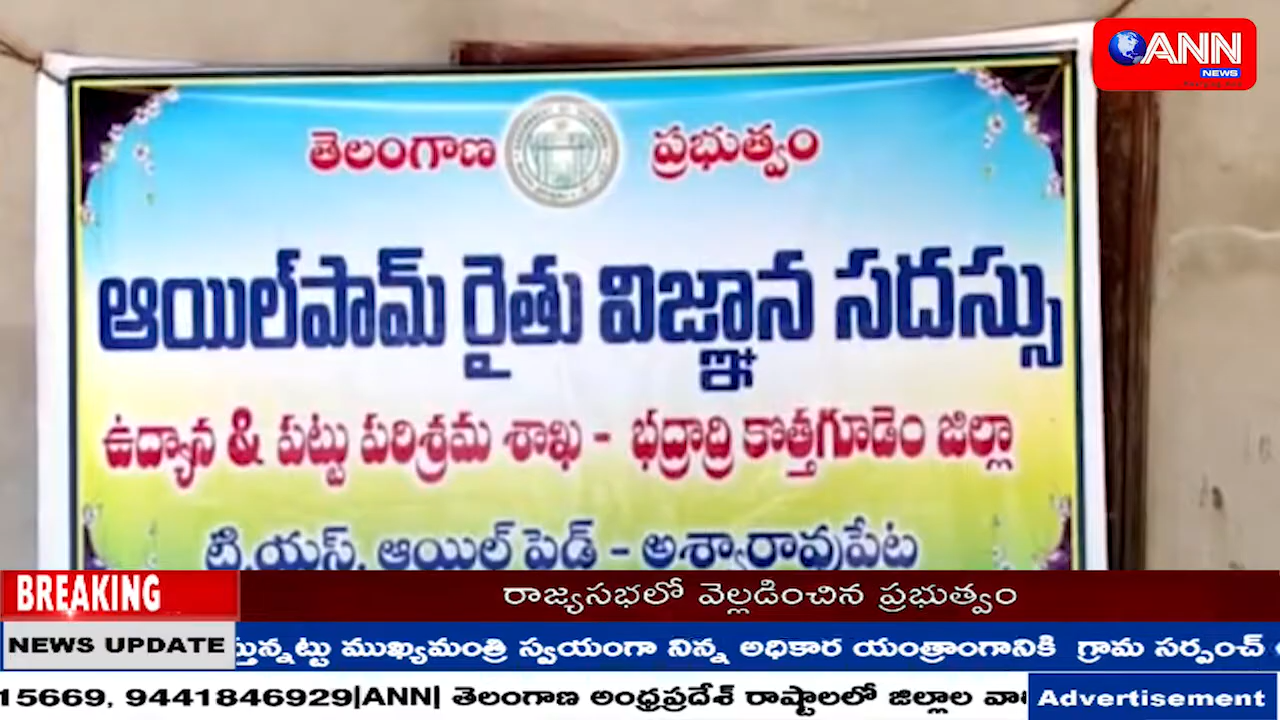 ANN
NEWS
తెలంగాణ ప్రభుత్వం
ఆయిల్‌పామ్ రైతు విజ్ఞాన సదస్సు
ఉద్యాన & పట్టు పరిశ్రమ శాఖ - భద్రాద్రి కొత్తగూడెం జిల్లా
టి.యస్. ఆయిల్ ఫెడ్ - అశ్వారావుపేట
BREAKING రాజ్యసభలో వెల్లడించిన ప్రభుత్వం
NEWS UPDATE స్తున్నట్టు ముఖ్యమంత్రి స్వయంగా నిన్న అధికార యంత్రాంగానికి గ్రామ సర్పంచ్
15669, 9441846929|ANN| తెలంగాణ అంధ్రప్రదేశ్ రాష్టాలలో జిల్లాల Advertisement